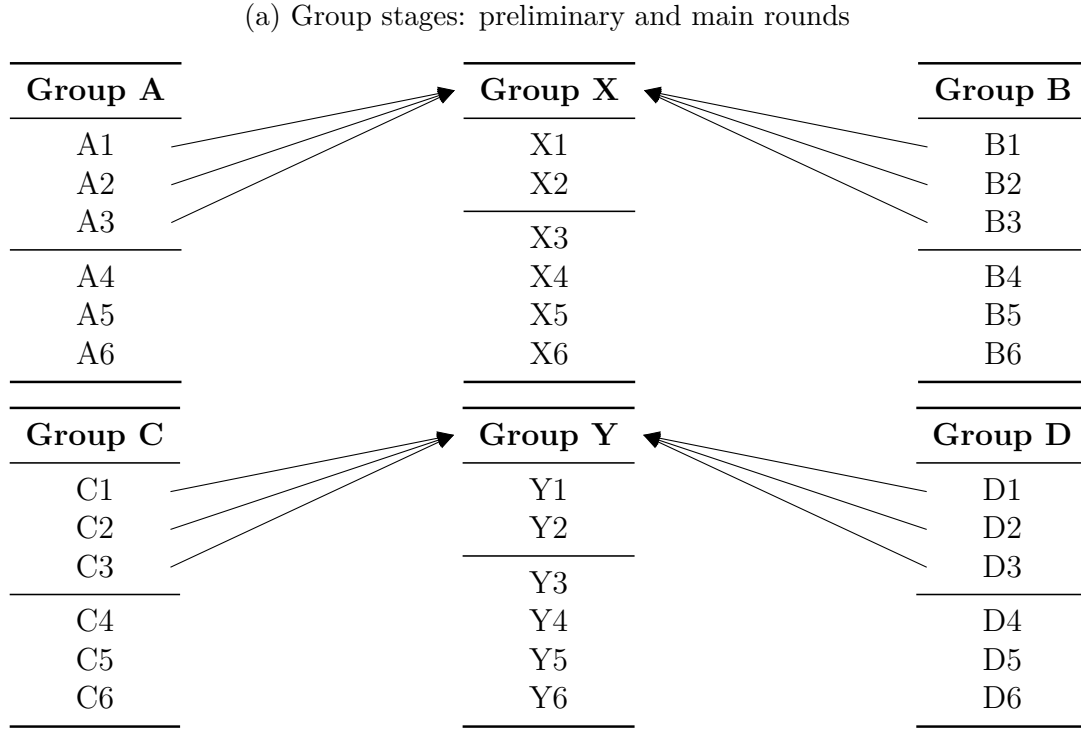 (a) Group stages: preliminary and main rounds
Group A Group X Group B
A1 X1 B1
A2 X2 B2
A3 X3 B3
A4 X4 B4
A5 X5 B5
A6 X6 B6
Group C Group Y Group D
C1 Y1 D1
C2 Y2 D2
C3 Y3 D3
C4 Y4 D4
C5 Y5 D5
C6 Y6 D6